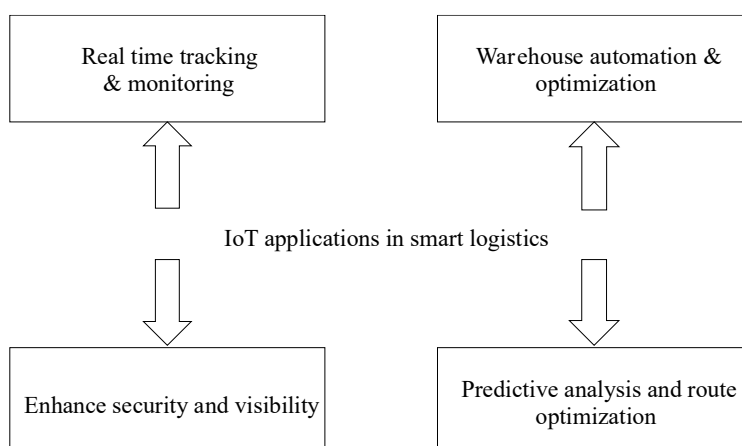 Real time tracking
& monitoring
Warehouse automation &
optimization
IoT applications in smart logistics
Enhance security and visibility
Predictive analysis and route
optimization